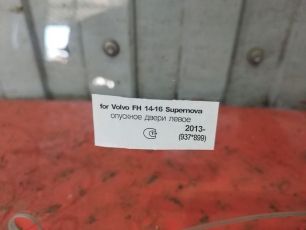 for Volvo FH 14-16 Supernova
опускное двери левое
2013-
(937*899)